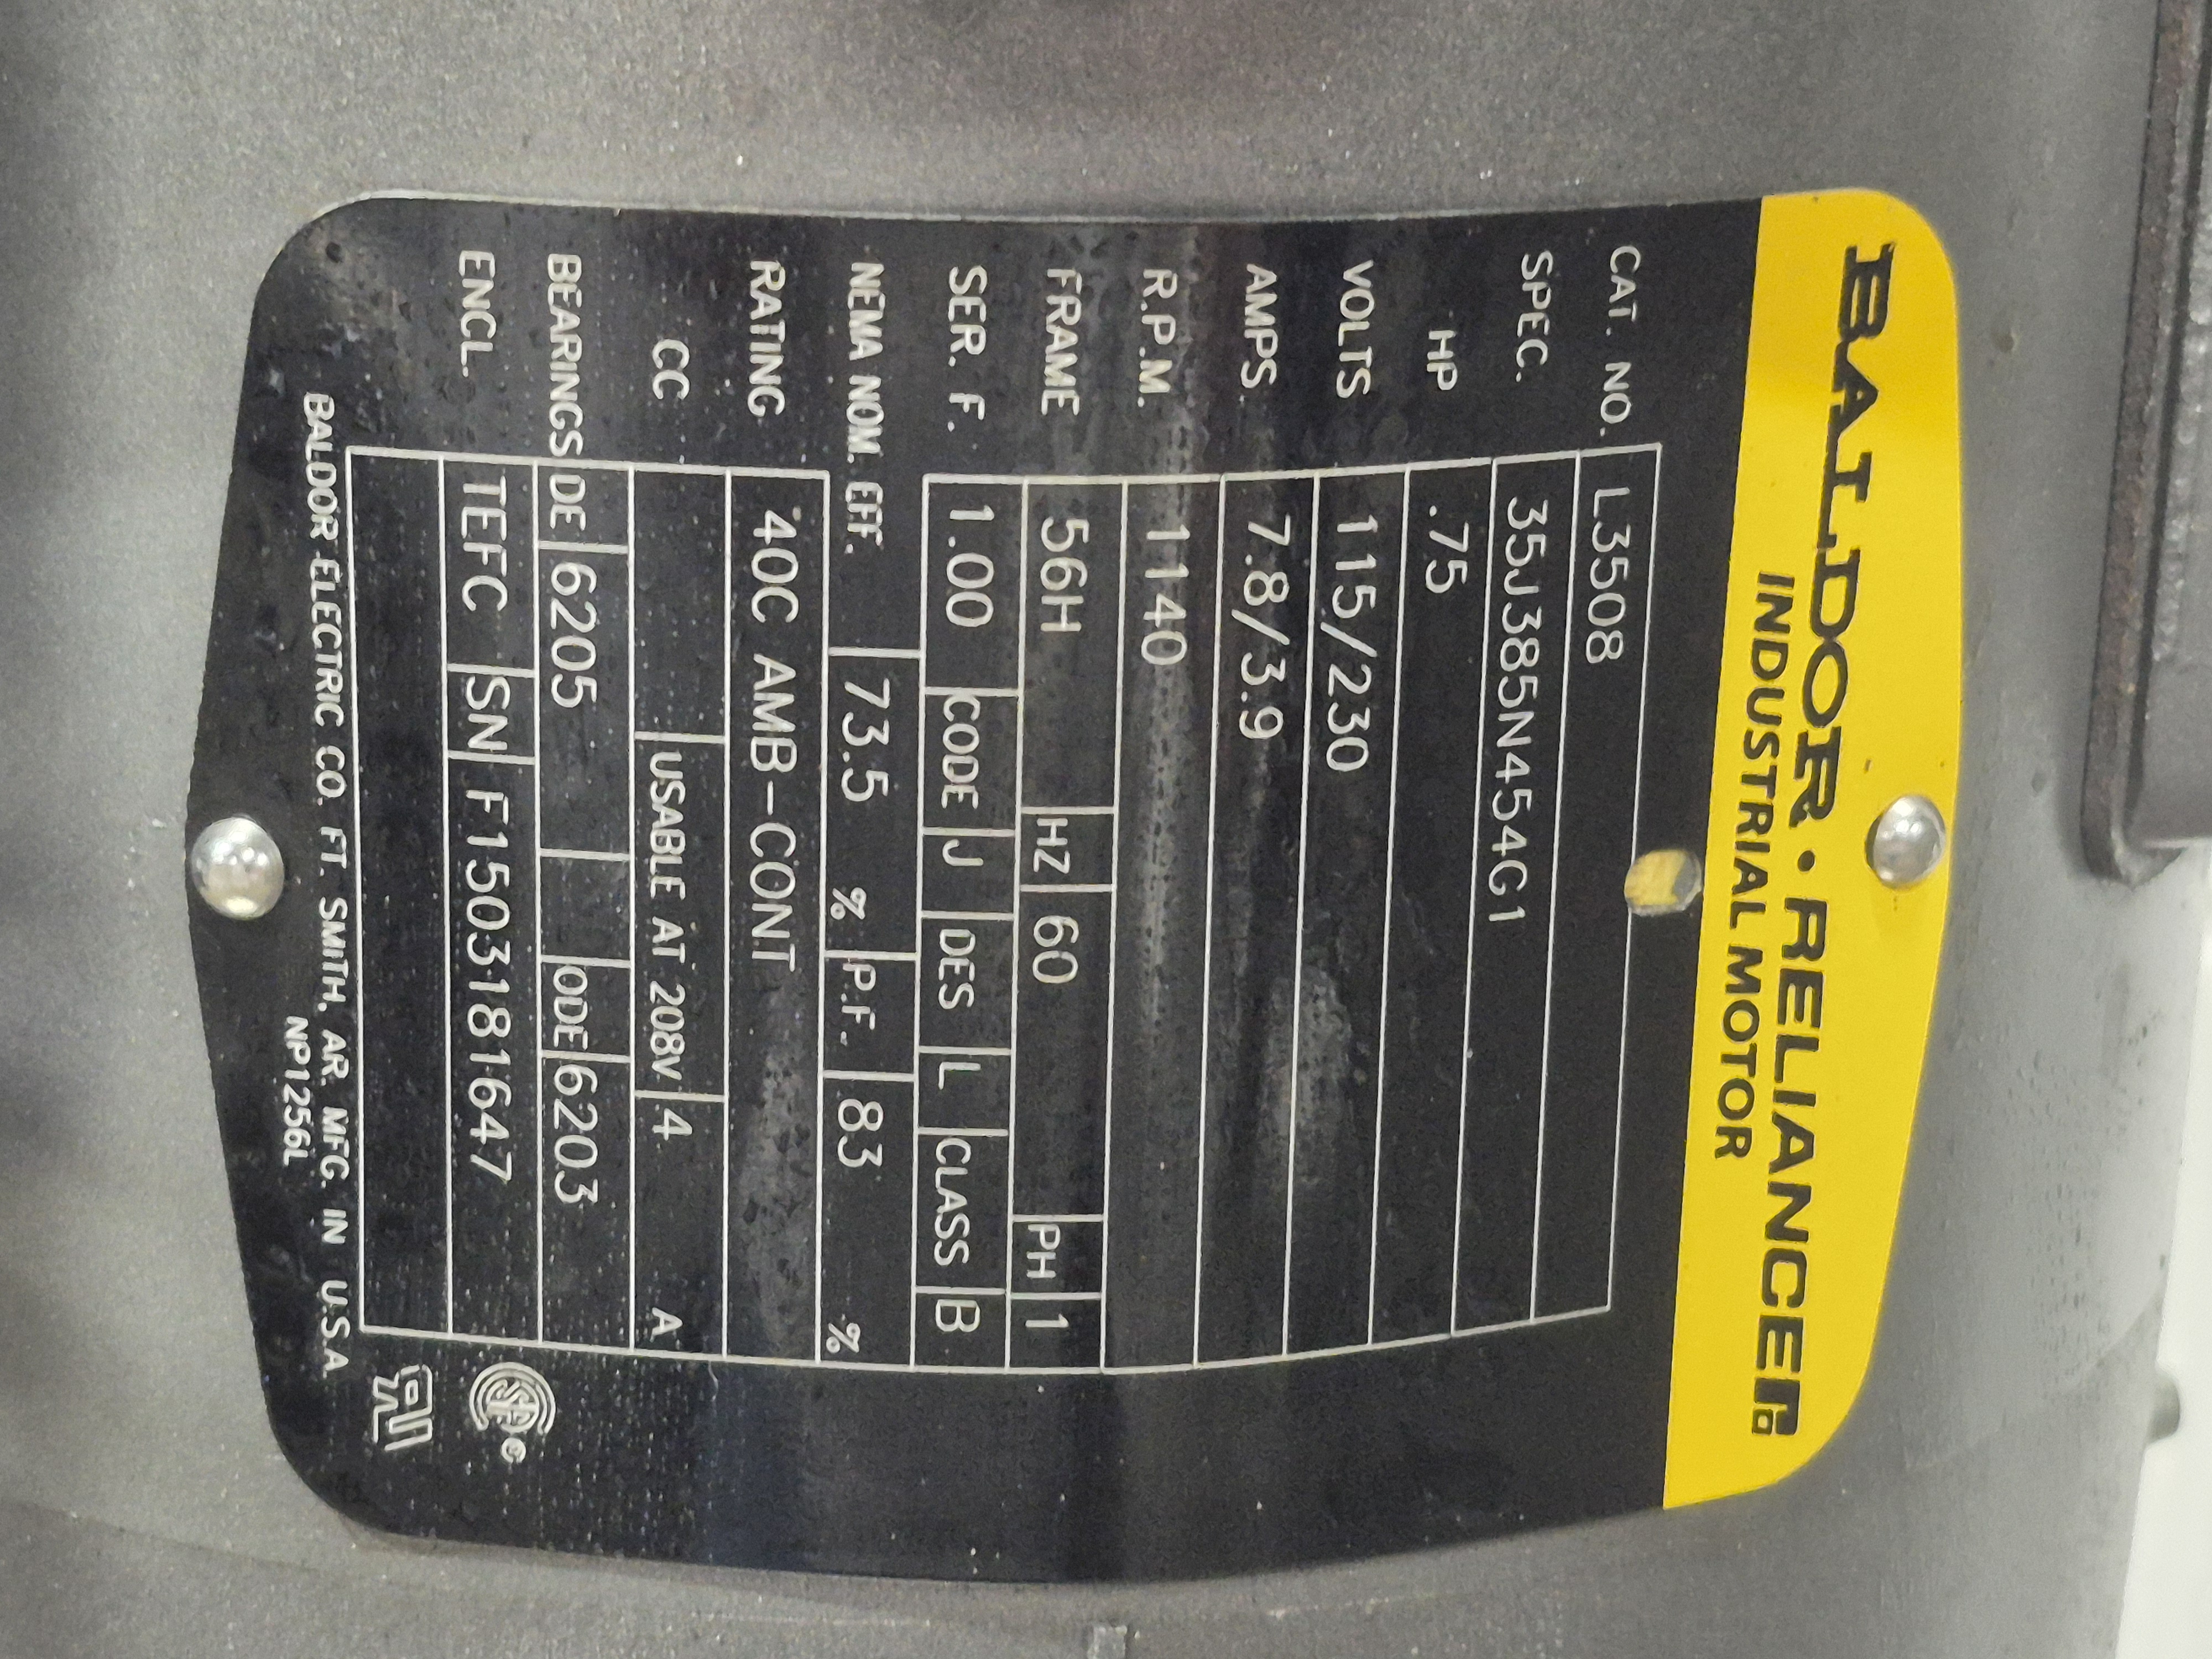 BALDOR • RELIANCER
INDUSTRIAL MOTOR
CAT. NO. L3508
SPEC. 35J385N454G1
HP .75
VOLTS 115/230
AMPS 7.8/3.9
R.P.M. 1140
FRAME 56H HZ 60 PH 1
SER. F. 1.00 CODE J DES L CLASS B
NEMA NOM. EFF. 73.5 % P.F. 83 %
RATING 40C AMB-CONT
CC USABLE AT 208V 4 A
BEARINGS DE 6205 ODE 6203
ENCL. TEFC SN F1503181647
BALDOR ELECTRIC CO. FT. SMITH, AR. MFG. IN U.S.A.
NP1256L